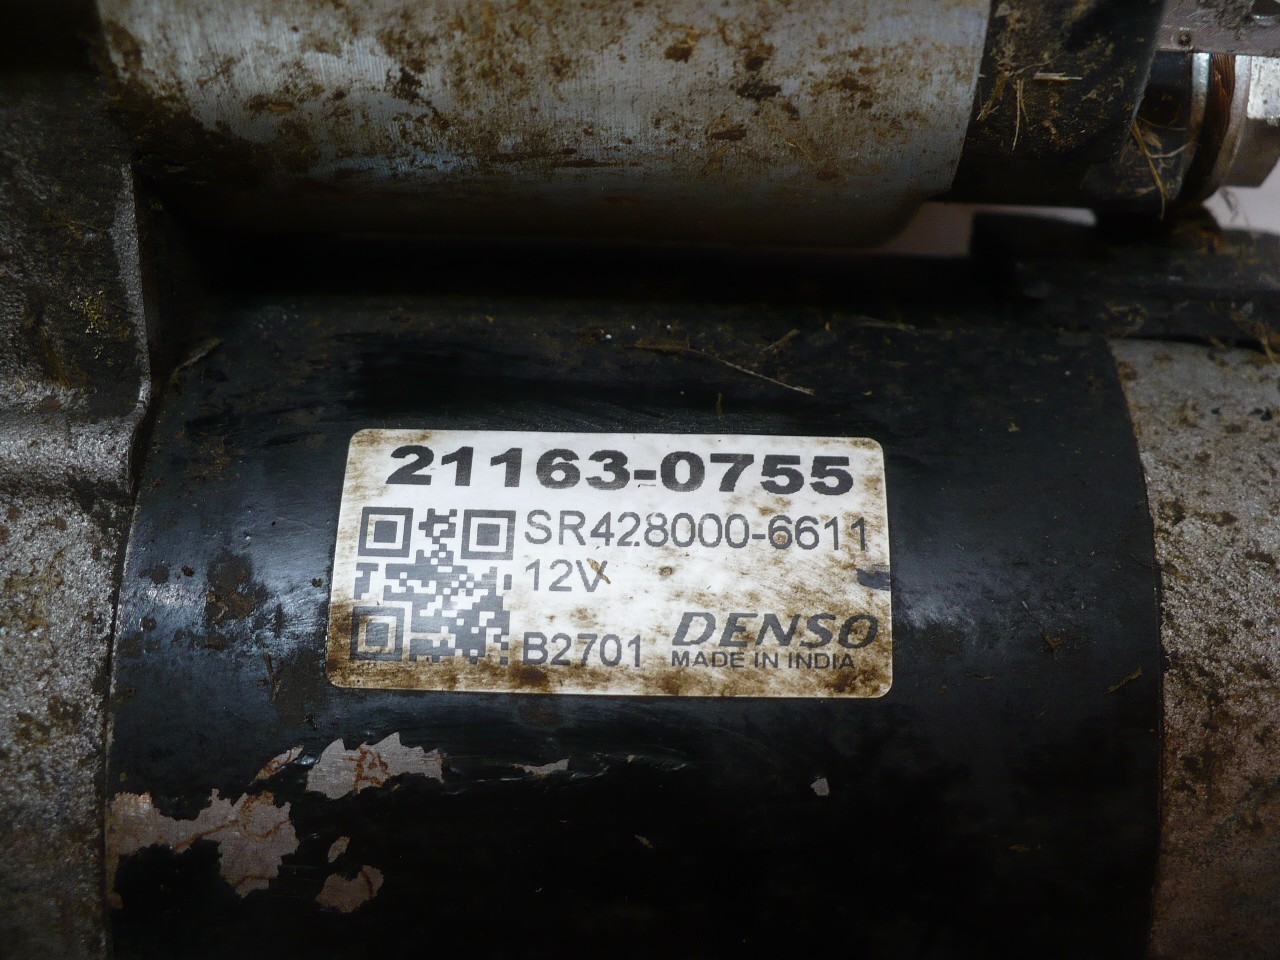 21163-0755
SR428000-6611
12V
B2701
DENSO
MADE IN INDIA